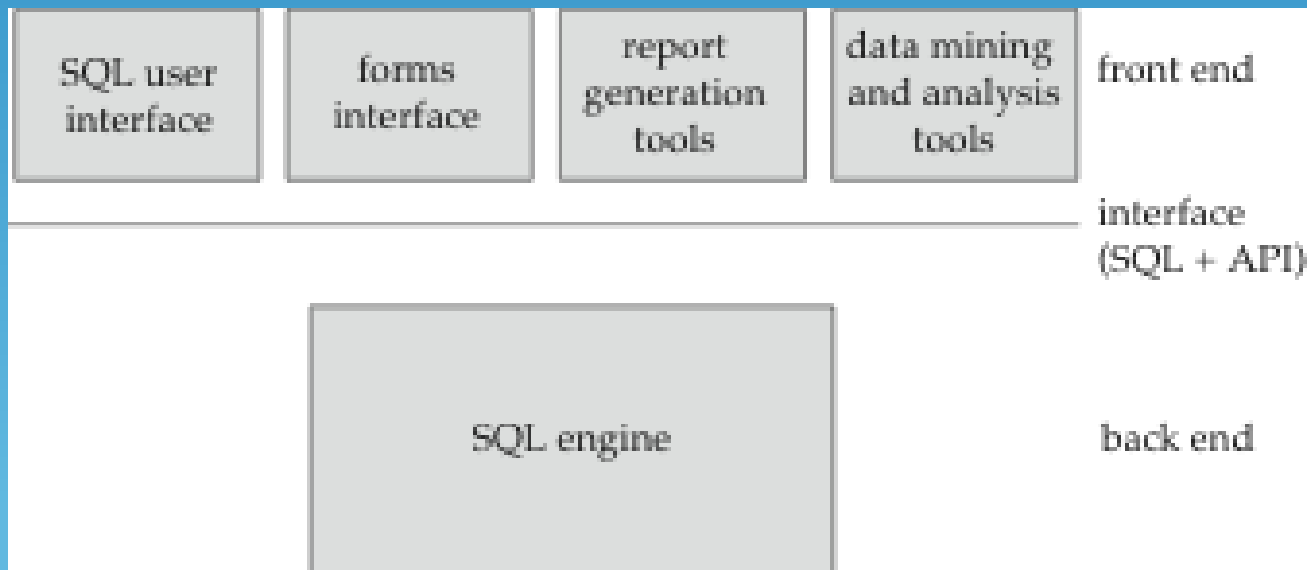 SQL user
interface
forms
interface
report
generation
tools
data mining
and analysis
tools
front end
interface
(SQL + API)
SQL engine
back end